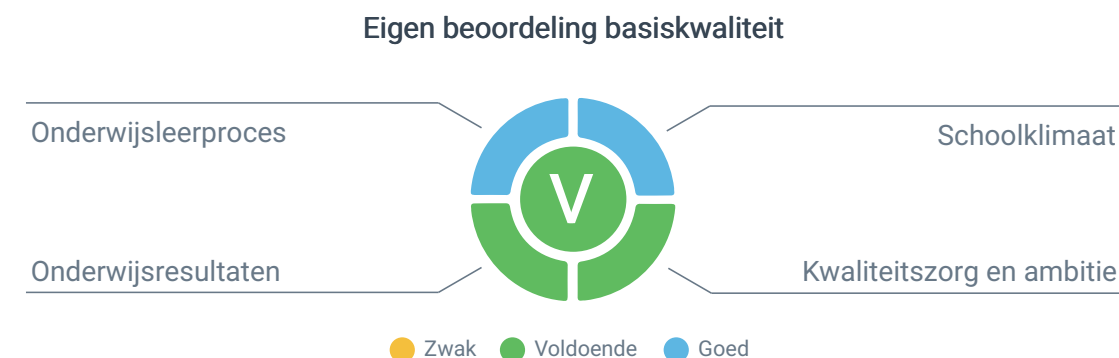 Eigen beoordeling basiskwaliteit
Onderwijsleerproces
Schoolklimaat
V
Onderwijsresultaten
Kwaliteitszorg en ambitie
Zwak Voldoende Goed